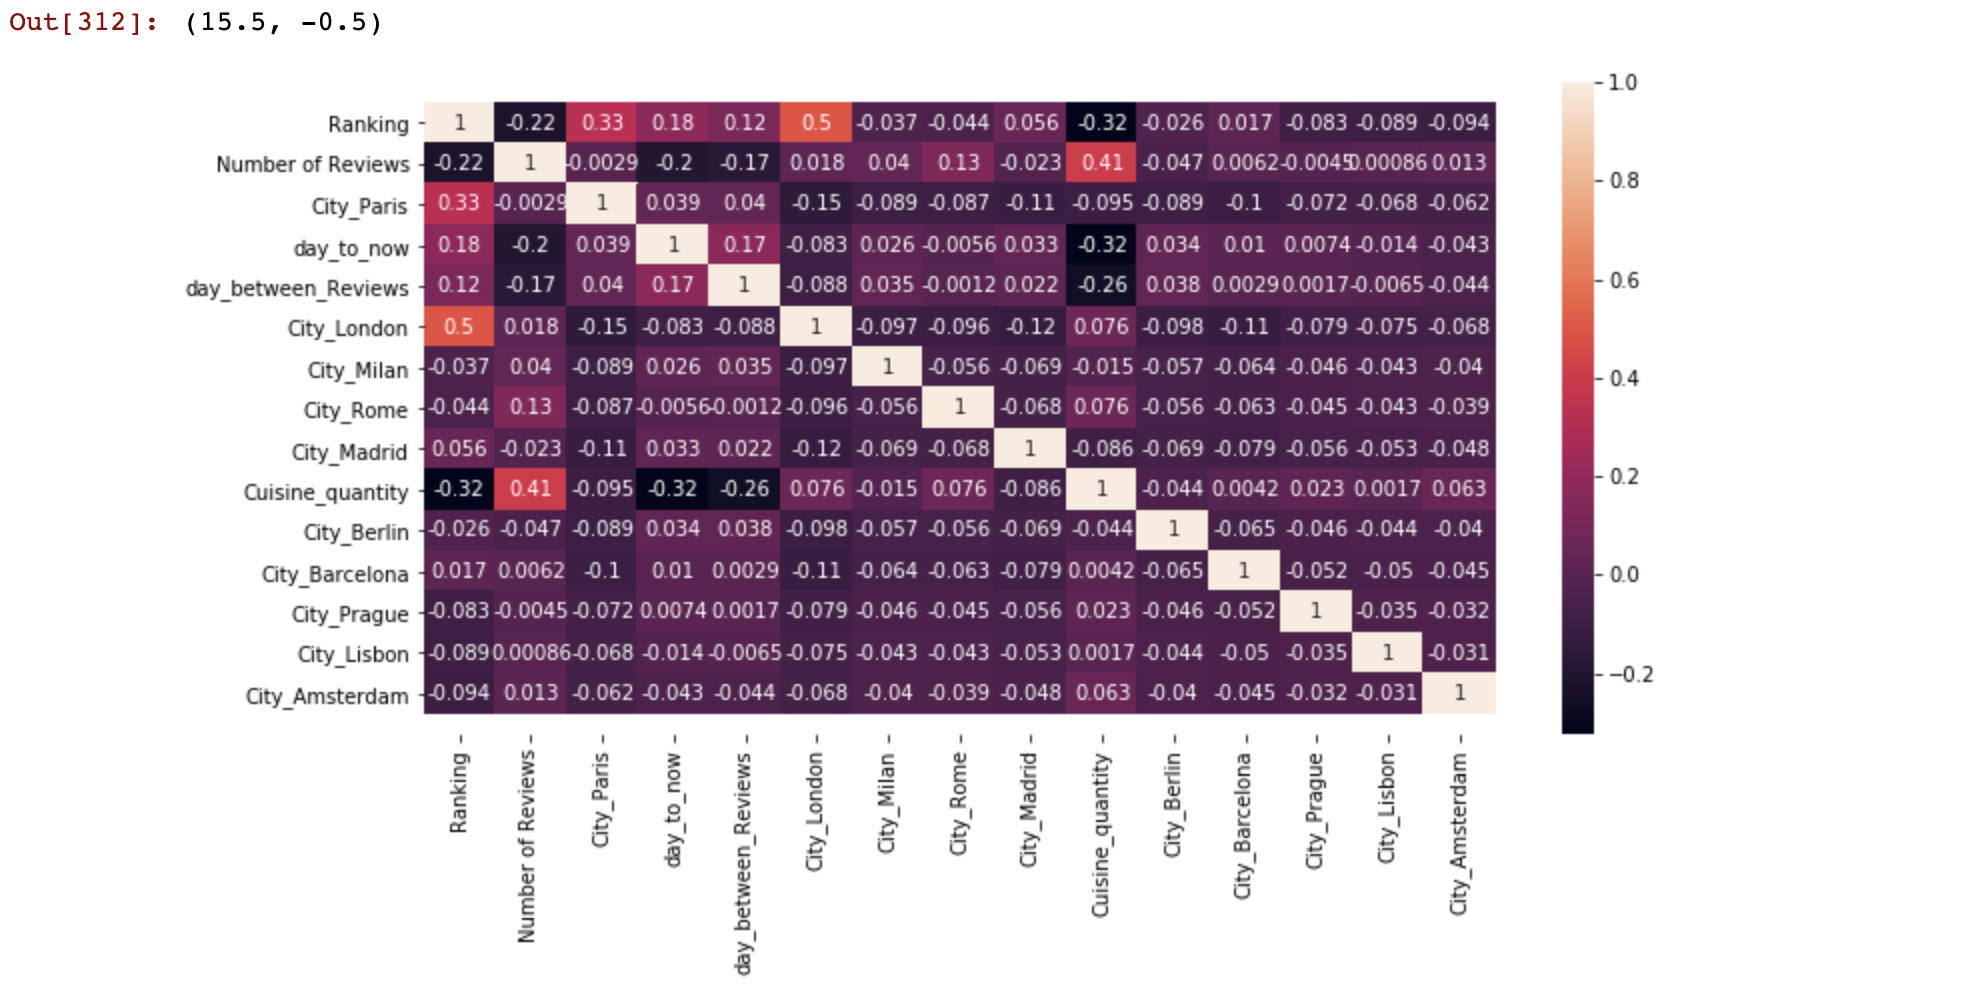 Out[312]: (15.5, -0.5)
1.0
Ranking 1 -0.22 0.33 0.18 0.12 0.5 -0.037 -0.044 0.056 -0.32 -0.026 0.017 -0.083 -0.089 -0.094
Number of Reviews -0.22 1 -0.0029 -0.2 -0.17 0.018 0.04 0.13 -0.023 0.41 -0.047 0.0062 -0.0045 0.00086 0.013
0.8
City_Paris 0.33 -0.0029 1 0.039 0.04 -0.15 -0.089 -0.087 -0.11 -0.095 -0.089 -0.1 -0.072 -0.068 -0.062
day_to_now 0.18 -0.2 0.039 1 0.17 -0.083 0.026 -0.0056 0.033 -0.32 0.034 0.01 0.0074 -0.014 -0.043
0.6
day_between_Reviews 0.12 -0.17 0.04 0.17 1 -0.088 0.035 -0.0012 0.022 -0.26 0.038 0.0029 0.0017 -0.0065 -0.044
City_London 0.5 0.018 -0.15 -0.083 -0.088 1 -0.097 -0.096 -0.12 0.076 -0.098 -0.11 -0.079 -0.075 -0.068
City_Milan -0.037 0.04 -0.089 0.026 0.035 -0.097 1 -0.056 -0.069 -0.015 -0.057 -0.064 -0.046 -0.043 -0.04
0.4
City_Rome -0.044 0.13 -0.087 -0.0056 -0.0012 -0.096 -0.056 1 -0.068 0.076 -0.056 -0.063 -0.045 -0.043 -0.039
City_Madrid 0.056 -0.023 -0.11 0.033 0.022 -0.12 -0.069 -0.068 1 -0.086 -0.069 -0.079 -0.056 -0.053 -0.048
0.2
Cuisine_quantity -0.32 0.41 -0.095 -0.32 -0.26 0.076 -0.015 0.076 -0.086 1 -0.044 0.0042 0.023 0.0017 0.063
City_Berlin -0.026 -0.047 -0.089 0.034 0.038 -0.098 -0.057 -0.056 -0.069 -0.044 1 -0.065 -0.046 -0.044 -0.04
City_Barcelona 0.017 0.0062 -0.1 0.01 0.0029 -0.11 -0.064 -0.063 -0.079 0.0042 -0.065 1 -0.052 -0.05 -0.045
0.0
City_Prague -0.083 -0.0045 -0.072 0.0074 0.0017 -0.079 -0.046 -0.045 -0.056 0.023 -0.046 -0.052 1 -0.035 -0.032
City_Lisbon -0.089 0.00086 -0.068 -0.014 -0.0065 -0.075 -0.043 -0.043 -0.053 0.0017 -0.044 -0.05 -0.035 1 -0.031
−0.2
City_Amsterdam -0.094 0.013 -0.062 -0.043 -0.044 -0.068 -0.04 -0.039 -0.048 0.063 -0.04 -0.045 -0.032 -0.031 1
Ranking
Number of Reviews
City_Paris
day_to_now
day_between_Reviews
City_London
City_Milan
City_Rome
City_Madrid
Cuisine_quantity
City_Berlin
City_Barcelona
City_Prague
City_Lisbon
City_Amsterdam